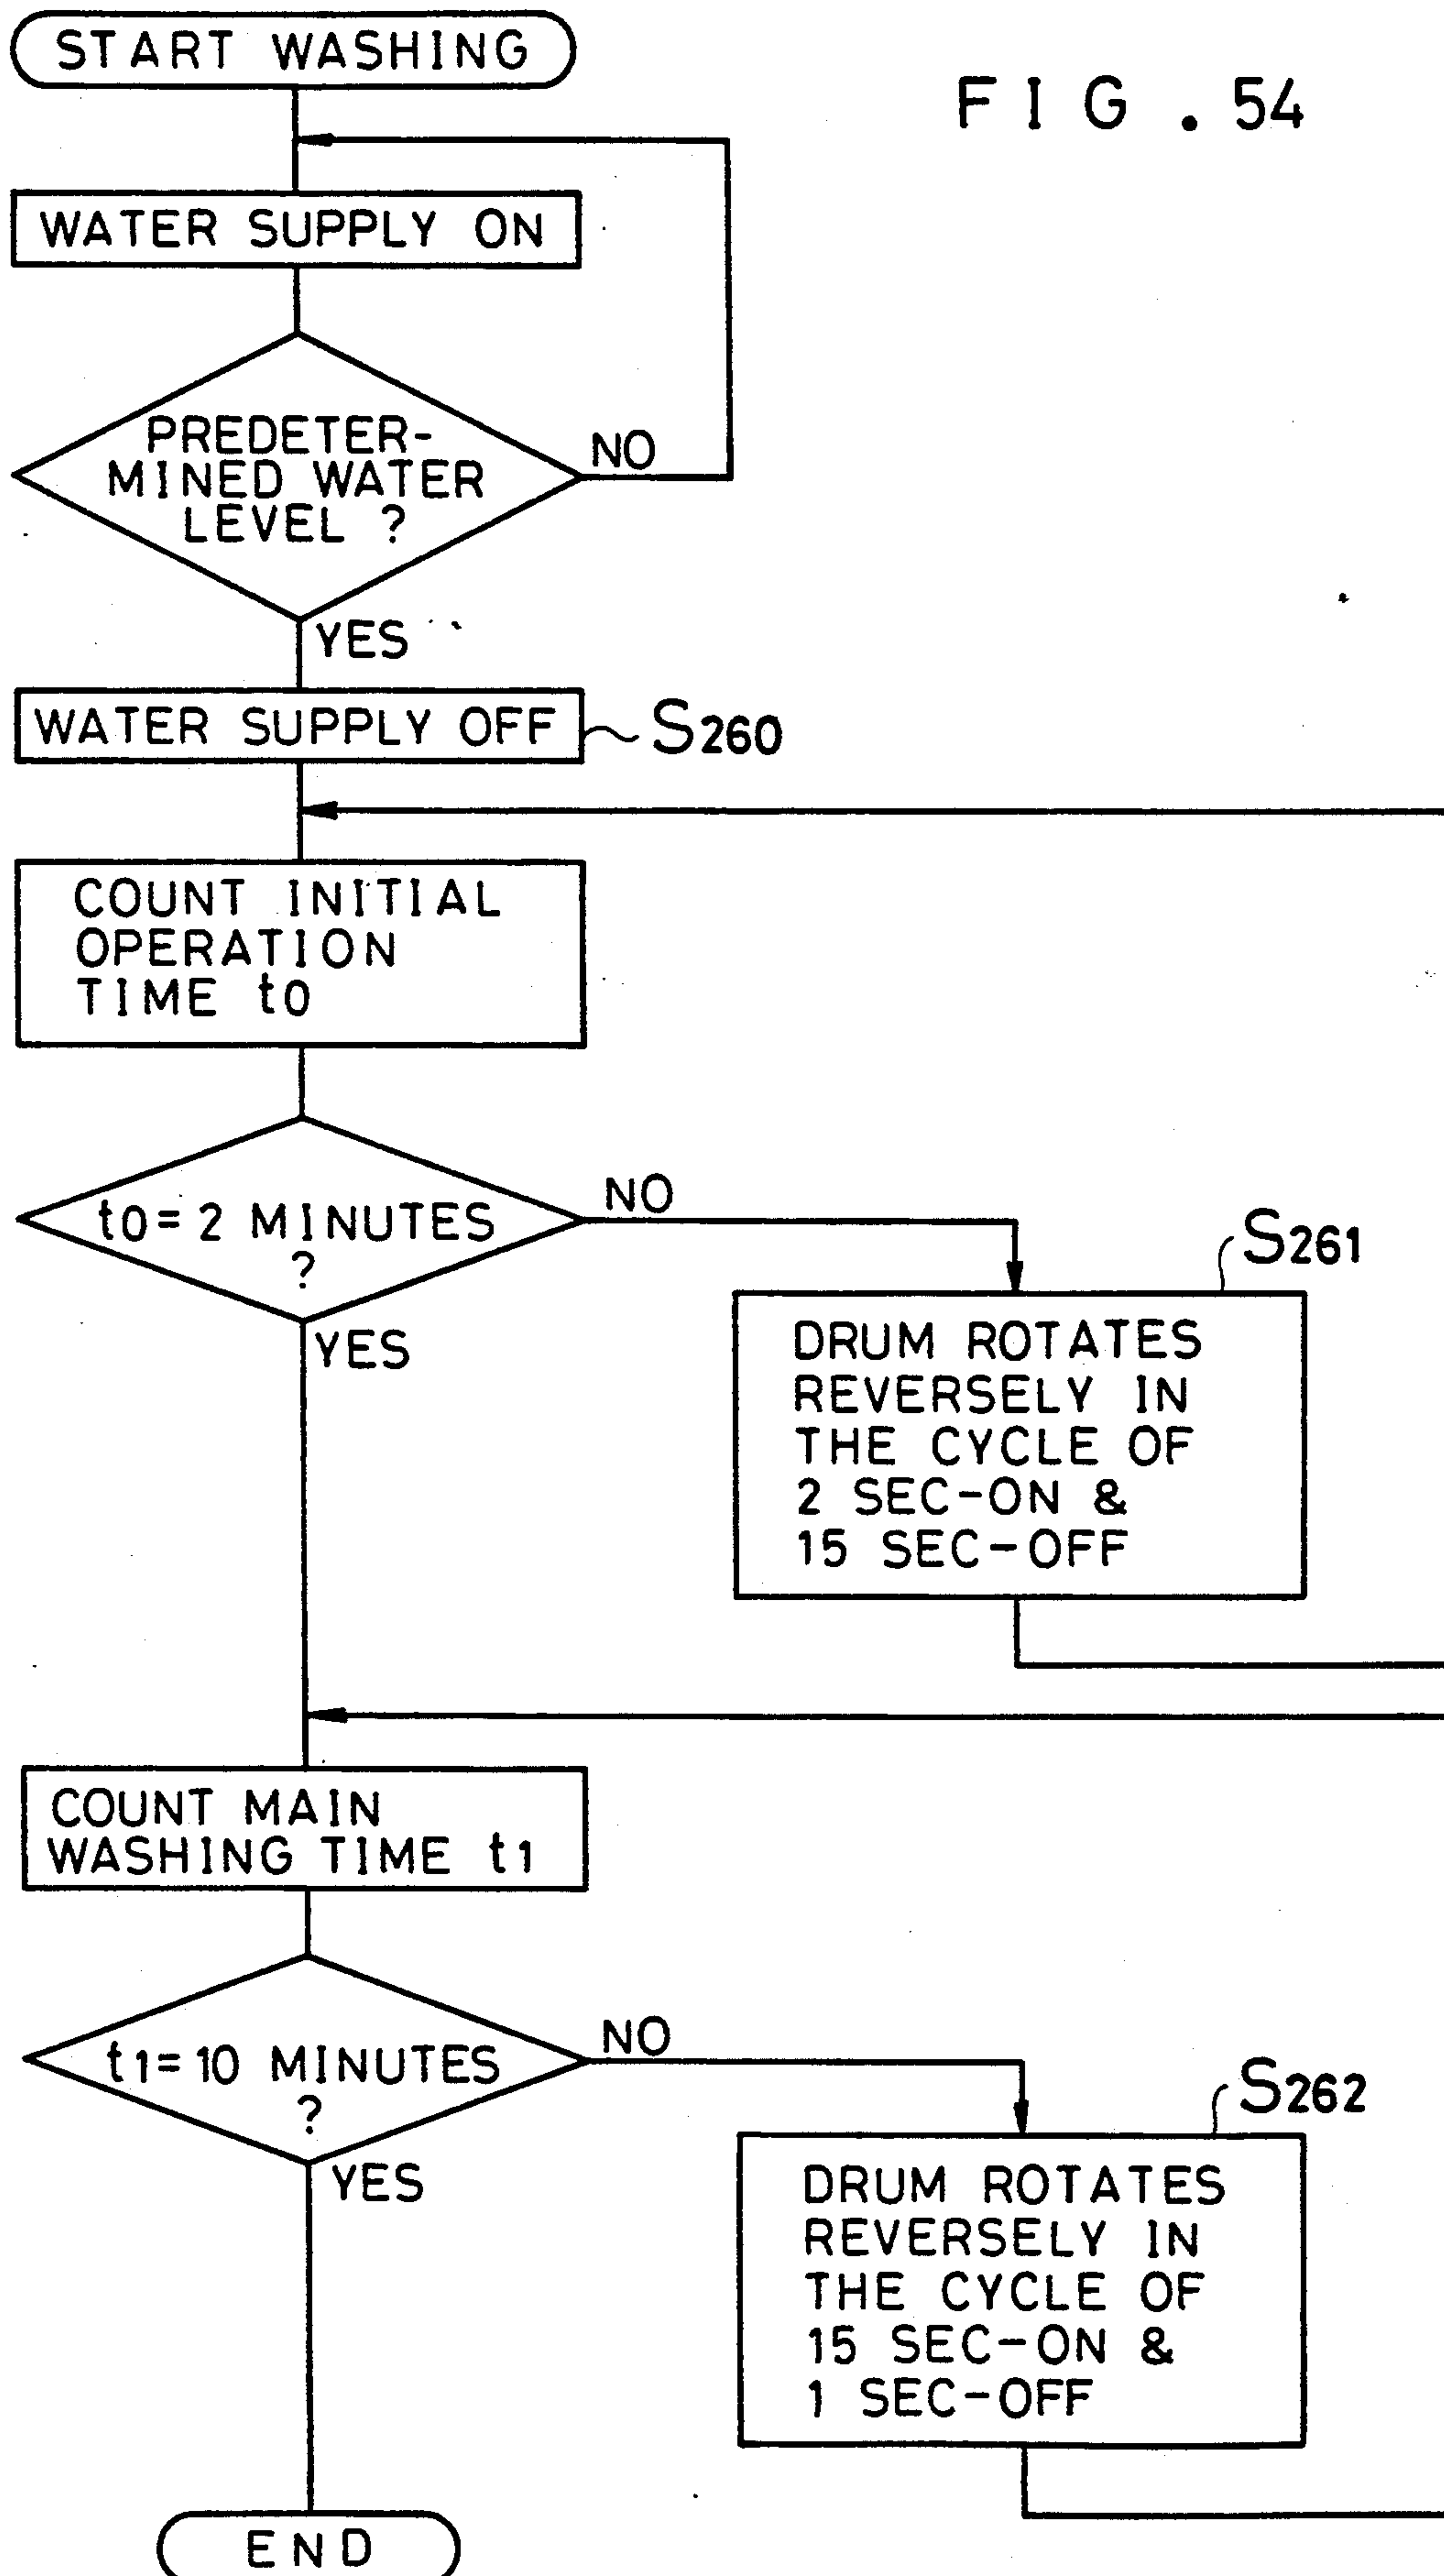 START WASHING
FIG. 54
WATER SUPPLY ON
PREDETER-
MINED WATER
LEVEL ?
NO
YES
WATER SUPPLY OFF
S260
COUNT INITIAL
OPERATION
TIME t0
t0=2 MINUTES
?
NO
YES
S261
DRUM ROTATES
REVERSELY IN
THE CYCLE OF
2 SEC-ON &
15 SEC-OFF
COUNT MAIN
WASHING TIME t1
t1=10 MINUTES
?
NO
YES
S262
DRUM ROTATES
REVERSELY IN
THE CYCLE OF
15 SEC-ON &
1 SEC-OFF
END